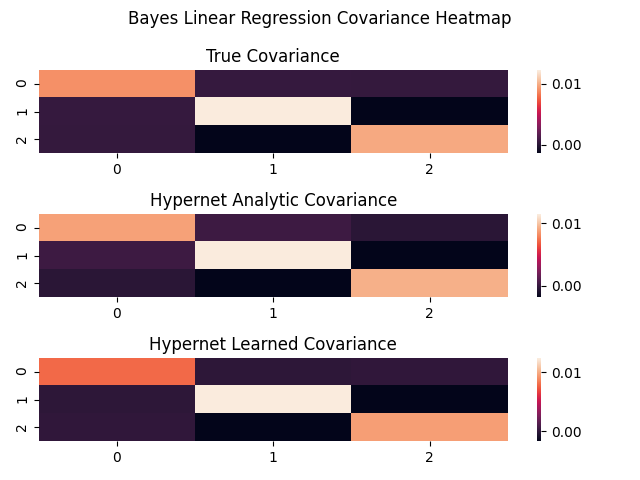 Bayes Linear Regression Covariance Heatmap
True Covariance
0
1
2
0 1 2
0.01
0.00
Hypernet Analytic Covariance
0
1
2
0 1 2
0.01
0.00
Hypernet Learned Covariance
0
1
2
0 1 2
0.01
0.00